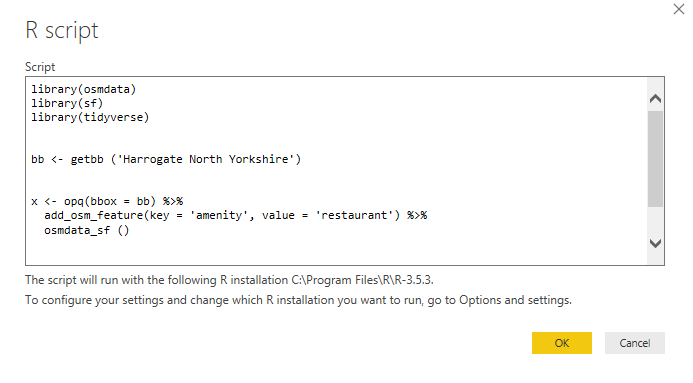 R script
Script
library(osmdata)
library(sf)
library(tidyverse)
bb <- getbb ('Harrogate North Yorkshire')
x <- opq(bbox = bb) %>%
  add_osm_feature(key = 'amenity', value = 'restaurant') %>%
  osmdata_sf ()
The script will run with the following R installation C:\Program Files\R\R-3.5.3.
To configure your settings and change which R installation you want to run, go to Options and settings.
OK Cancel